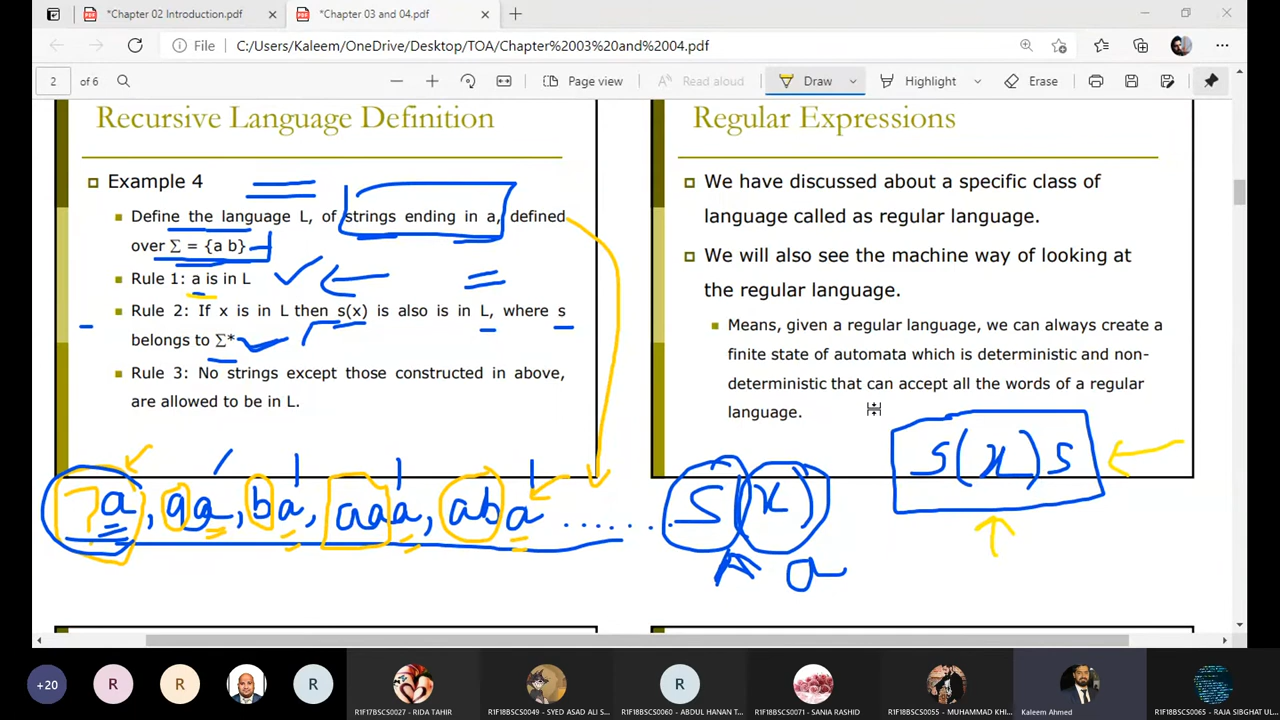 *Chapter 02 Introduction.pdf
*Chapter 03 and 04.pdf
File
C:/Users/Kaleem/OneDrive/Desktop/TOA/Chapter%2003%20and%2004.pdf
2 of 6
Page view
Read aloud
Draw
Highlight
Erase
Recursive Language Definition
Example 4
Define the language L, of strings ending in a, defined
over Σ = {a b}
Rule 1: a is in L
Rule 2: If x is in L then s(x) is also is in L, where s
belongs to Σ*
Rule 3: No strings except those constructed in above,
are allowed to be in L.
a, aa, ba, aaa, aba ........
Regular Expressions
We have discussed about a specific class of
language called as regular language.
We will also see the machine way of looking at
the regular language.
Means, given a regular language, we can always create a
finite state of automata which is deterministic and non-
deterministic that can accept all the words of a regular
language.
s(x)s
S(x)
a
+20
R
R
R
R
R1F17BSCS0027 - RIDA TAHIR
R1F18BSCS0149 - SYED ASAD ALI S...
R1F18BSCS0060 - ABDUL HANAN T...
R1F18BSCS0071 - SANIA RASHID
R1F18BSCS0055 - MUHAMMAD KHI...
Kaleem Ahmed
R1F18BSCS0065 - RAJA SIBGHAT UL...